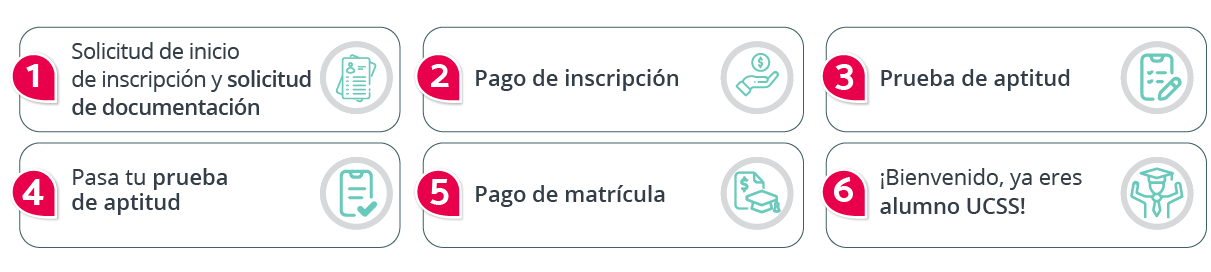 1
Solicitud de inicio
de inscripción y solicitud
de documentación
2
Pago de inscripción
3
Prueba de aptitud
4
Pasa tu prueba
de aptitud
5
Pago de matrícula
6
¡Bienvenido, ya eres
alumno UCSS!